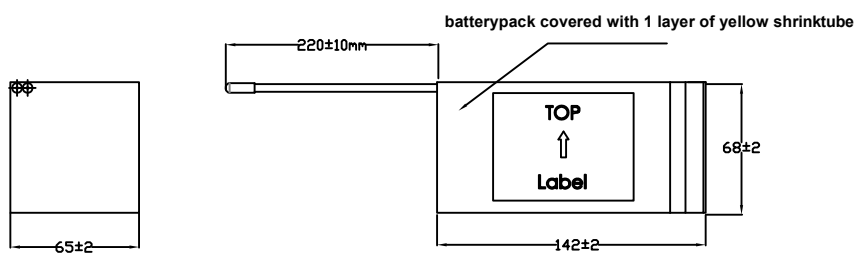 batterypack covered with 1 layer of yellow shrinktube
220±10mm
TOP
Label
68±2
65±2
142±2